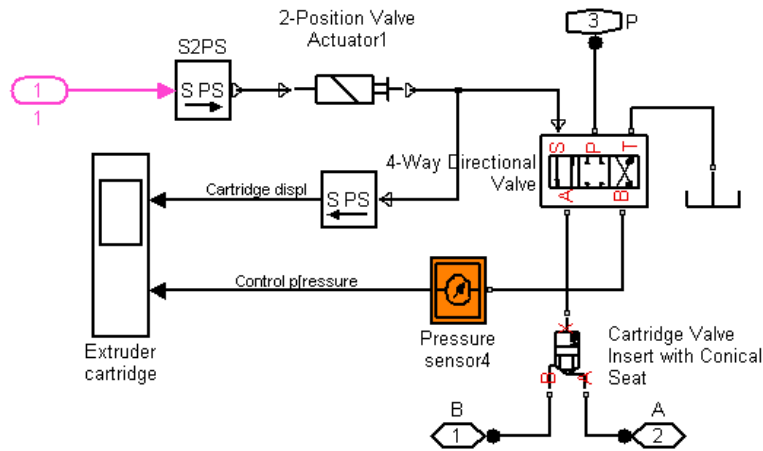 2-Position Valve
Actuator1
3
P
S2PS
1
1
S PS
S
P
T
A
B
4-Way Directional
Valve
Cartridge displ
S PS
Control p[ressure
Extruder
cartridge
Pressure
sensor4
X
B
A
Cartridge Valve
Insert with Conical
Seat
B
1
A
2